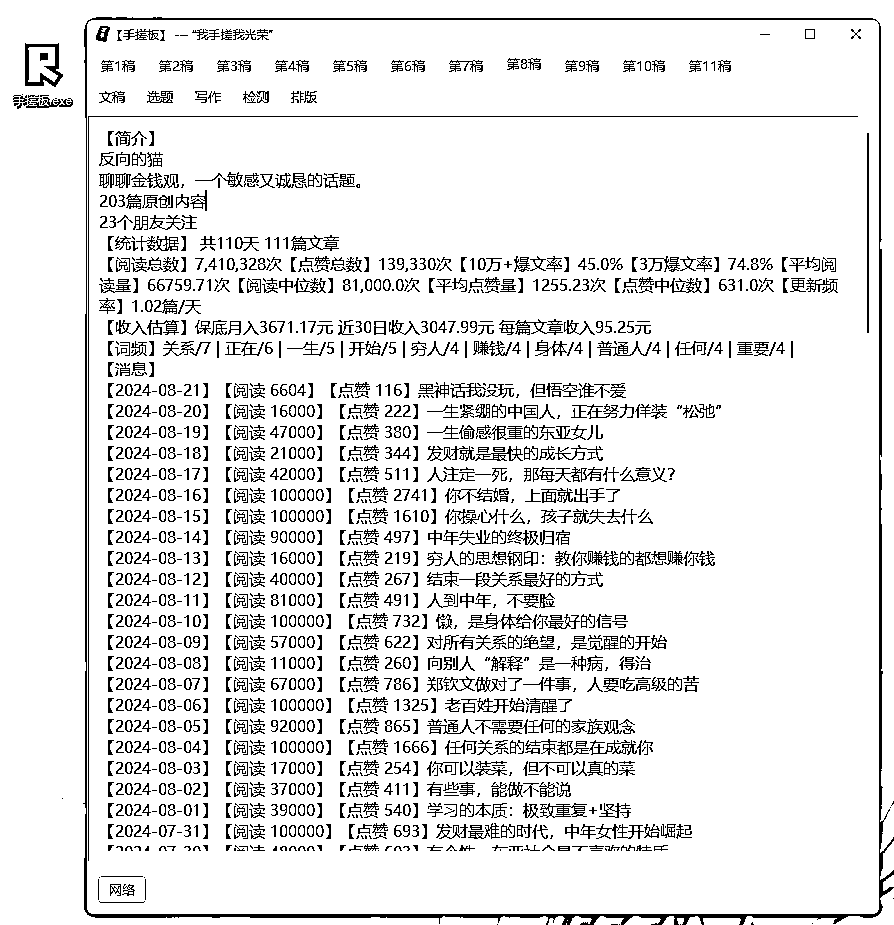 【手搓板】 --- “我手搓我光荣”
手搓板.exe
第1稿 第2稿 第3稿 第4稿 第5稿 第6稿 第7稿 第8稿 第9稿 第10稿 第11稿
文稿 选题 写作 检测 排版
【简介】
反向的猫
聊聊金钱观，一个敏感又诚恳的话题。
203篇原创内容
23个朋友关注
【统计数据】 共110天 111篇文章
【阅读总数】7,410,328次【点赞总数】139,330次【10万+爆文率】45.0%【3万爆文率】74.8%【平均阅
读量】66759.71次【阅读中位数】81,000.0次【平均点赞量】1255.23次【点赞中位数】631.0次【更新频
率】1.02篇/天
【收入估算】保底月入3671.17元 近30日收入3047.99元 每篇文章收入95.25元
【词频】关系/7 | 正在/6 | 一生/5 | 开始/5 | 穷人/4 | 赚钱/4 | 身体/4 | 普通人/4 | 任何/4 | 重要/4 |
【消息】
【2024-08-21】【阅读 6604】【点赞 116】黑神话我没玩，但悟空谁不爱
【2024-08-20】【阅读 16000】【点赞 222】一生紧绷的中国人，正在努力佯装“松弛”
【2024-08-19】【阅读 47000】【点赞 380】一生偷感很重的东亚女儿
【2024-08-18】【阅读 21000】【点赞 344】发财就是最快的成长方式
【2024-08-17】【阅读 42000】【点赞 511】人注定一死，那每天都有什么意义？
【2024-08-16】【阅读 100000】【点赞 2741】你不结婚，上面就出手了
【2024-08-15】【阅读 100000】【点赞 1610】你操心什么，孩子就失去什么
【2024-08-14】【阅读 90000】【点赞 497】中年失业的终极归宿
【2024-08-13】【阅读 16000】【点赞 219】穷人的思想钢印：教你赚钱的都想赚你钱
【2024-08-12】【阅读 40000】【点赞 267】结束一段关系最好的方式
【2024-08-11】【阅读 81000】【点赞 491】人到中年，不要脸
【2024-08-10】【阅读 100000】【点赞 732】懒，是身体给你最好的信号
【2024-08-09】【阅读 57000】【点赞 622】对所有关系的绝望，是觉醒的开始
【2024-08-08】【阅读 11000】【点赞 260】向别人“解释”是一种病，得治
【2024-08-07】【阅读 67000】【点赞 786】郑钦文做对了一件事，人要吃高级的苦
【2024-08-06】【阅读 100000】【点赞 1325】老百姓开始清醒了
【2024-08-05】【阅读 92000】【点赞 865】普通人不需要任何的家族观念
【2024-08-04】【阅读 100000】【点赞 1666】任何关系的结束都是在成就你
【2024-08-03】【阅读 17000】【点赞 254】你可以装菜，但不可以真的菜
【2024-08-02】【阅读 37000】【点赞 411】有些事，能做不能说
【2024-08-01】【阅读 39000】【点赞 540】学习的本质：极致重复+坚持
【2024-07-31】【阅读 100000】【点赞 693】发财最难的时代，中年女性开始崛起
网络